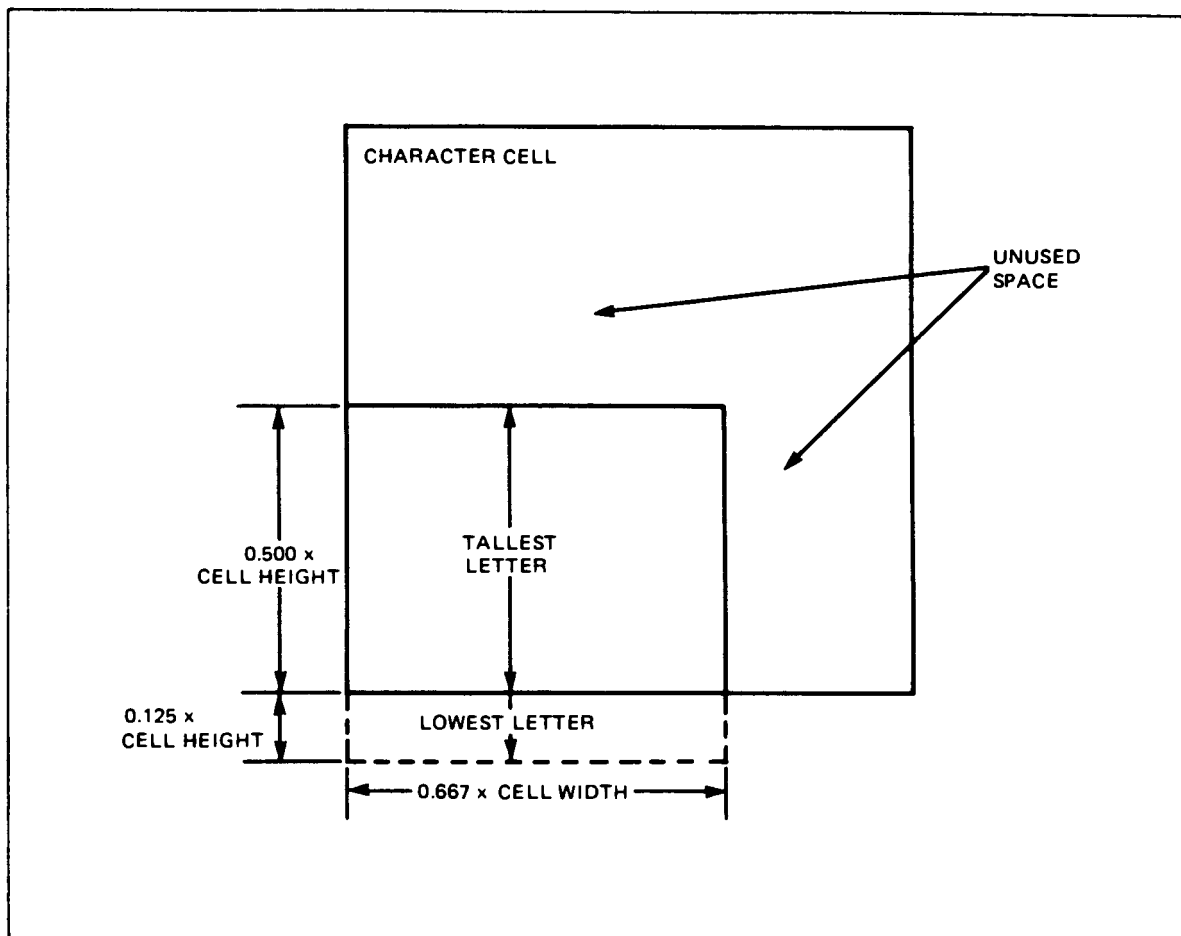 CHARACTER CELL
UNUSED
SPACE
0.500 x
CELL HEIGHT
TALLEST
LETTER
0.125 x
CELL HEIGHT
LOWEST LETTER
0.667 x CELL WIDTH